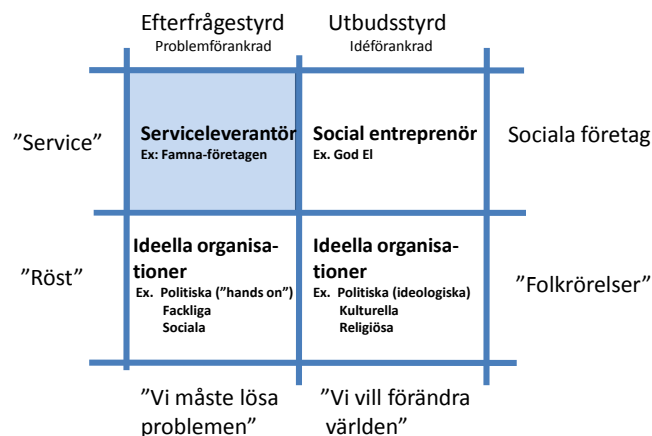 Efterfrågestyrd
Problemförankrad
Utbudsstyrd
Idéförankrad
”Service”
Serviceleverantör
Ex: Famna-företagen
Social entreprenör
Ex. God El
Sociala företag
”Röst”
Ideella organisa-
tioner
Ex. Politiska (”hands on”)
Fackliga
Sociala
Ideella organisa-
tioner
Ex. Politiska (ideologiska)
Kulturella
Religiösa
”Folkrörelser”
”Vi måste lösa
problemen”
”Vi vill förändra
världen”